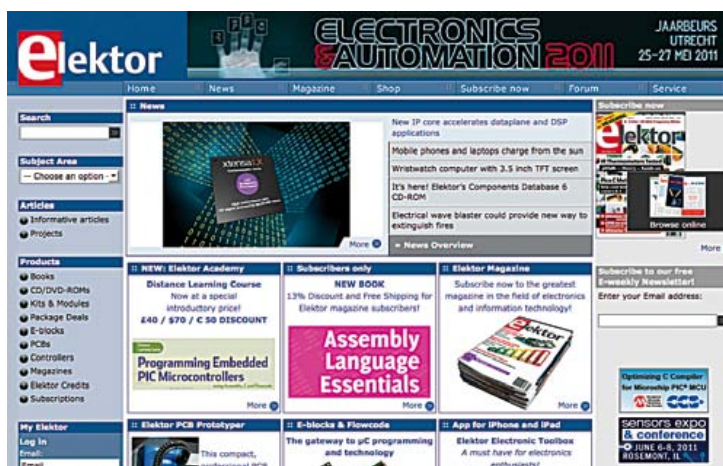 elektor
ELECTRONICS
&AUTOMATION 2011
JAARBEURS
UTRECHT
25-27 MEI 2011
Home
News
Magazine
Shop
Subscribe now
Forum
Service
Search
Subject Area
-- Choose an option -
Articles
Informative articles
Projects
Products
Books
CD/DVD-ROMs
Kits & Modules
Package Deals
E-blocks
PCBs
Controllers
Magazines
Elektor Credits
Subscriptions
My Elektor
Log in
Email:
Email
News
xtensa LX
More
New IP core accelerates dataplane and DSP
applications
Mobile phones and laptops charge from the sun
Wristwatch computer with 3.5 inch TFT screen
It's here! Elektor's Components Database 6
CD-ROM
Electrical wave blaster could provide new way to
extinguish fires
» News Overview
NEW: Elektor Academy
Distance Learning Course
Now at a special
introductory price!
£40 / $70 / € 50 DISCOUNT
Programming Embedded
PIC Microcontrollers
More
Subscribers only
NEW BOOK
13% Discount and Free Shipping for
Elektor magazine subscribers!
Assembly
Language
Essentials
More
Elektor Magazine
Subscribe now to the greatest
magazine in the field of electronics
and information technology!
elektor
More
Elektor PCB Prototyper
This compact,
professional PCB
E-blocks & Flowcode
The gateway to µC programming
and technology
App for iPhone and iPad
Elektor Electronic Toolbox
A must have for electronics
enthusiasts!
Subscribe now
elektor
Browse online
More
Subscribe to our free
E-weekly Newsletter!
Enter your Email address:
Optimizing C Compiler
for Microchip PIC® MCU
MICROCHIP
CCS
sensors expo
& conference
JUNE 6-8, 2011
ROSEMONT, IL